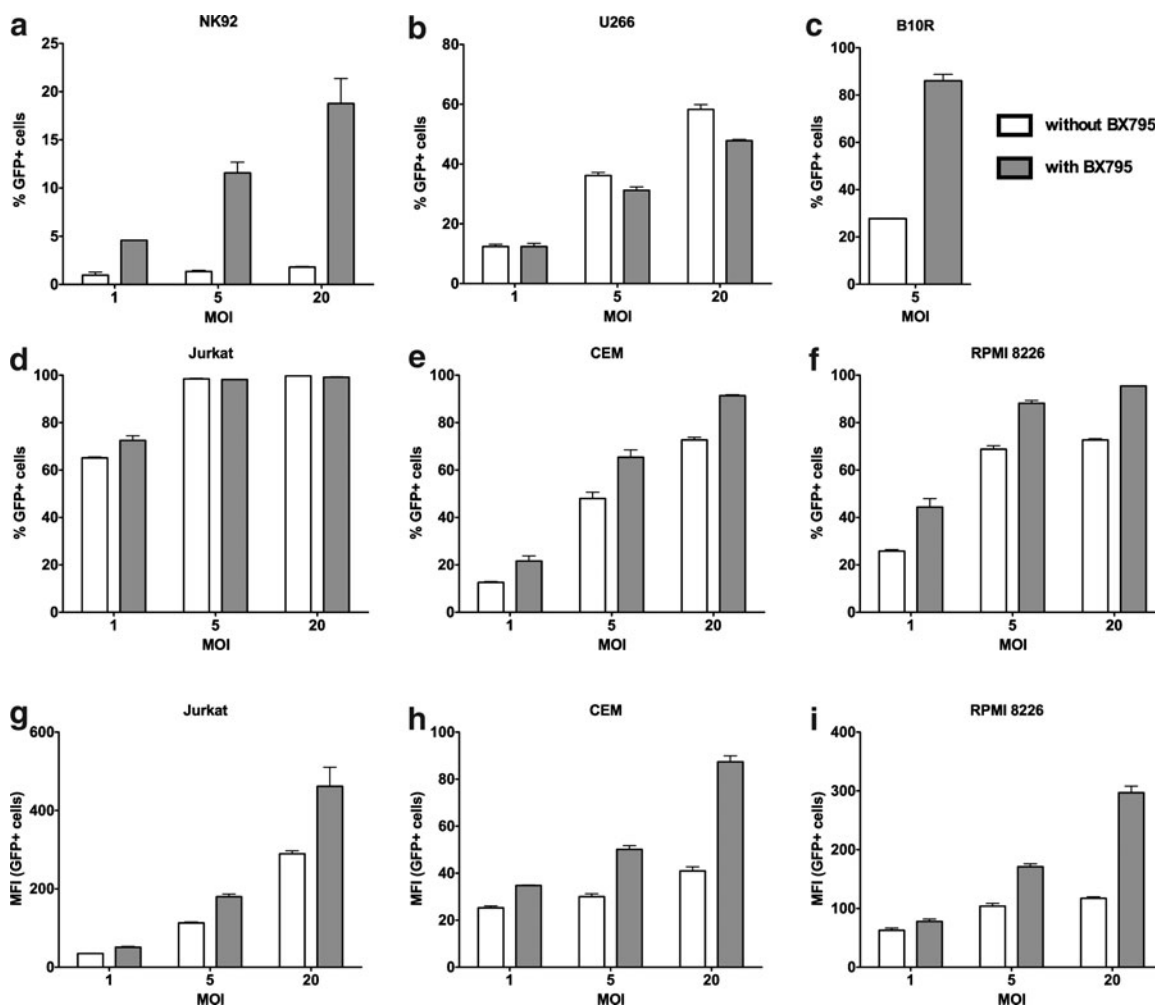 a
NK92
% GFP+ cells
25
20
15
10
5
0
1
5
20
MOI
b
U266
% GFP+ cells
80
60
40
20
0
1
5
20
MOI
c
B10R
% GFP+ cells
100
80
60
40
20
0
5
MOI
without BX795
with BX795
d
Jurkat
% GFP+ cells
100
80
60
40
20
0
1
5
20
MOI
e
CEM
% GFP+ cells
100
80
60
40
20
0
1
5
20
MOI
f
RPMI 8226
% GFP+ cells
100
80
60
40
20
0
1
5
20
MOI
g
Jurkat
MFI (GFP+ cells)
600
400
200
0
1
5
20
MOI
h
CEM
MFI (GFP+ cells)
100
80
60
40
20
0
1
5
20
MOI
i
RPMI 8226
MFI (GFP+ cells)
400
300
200
100
0
1
5
20
MOI